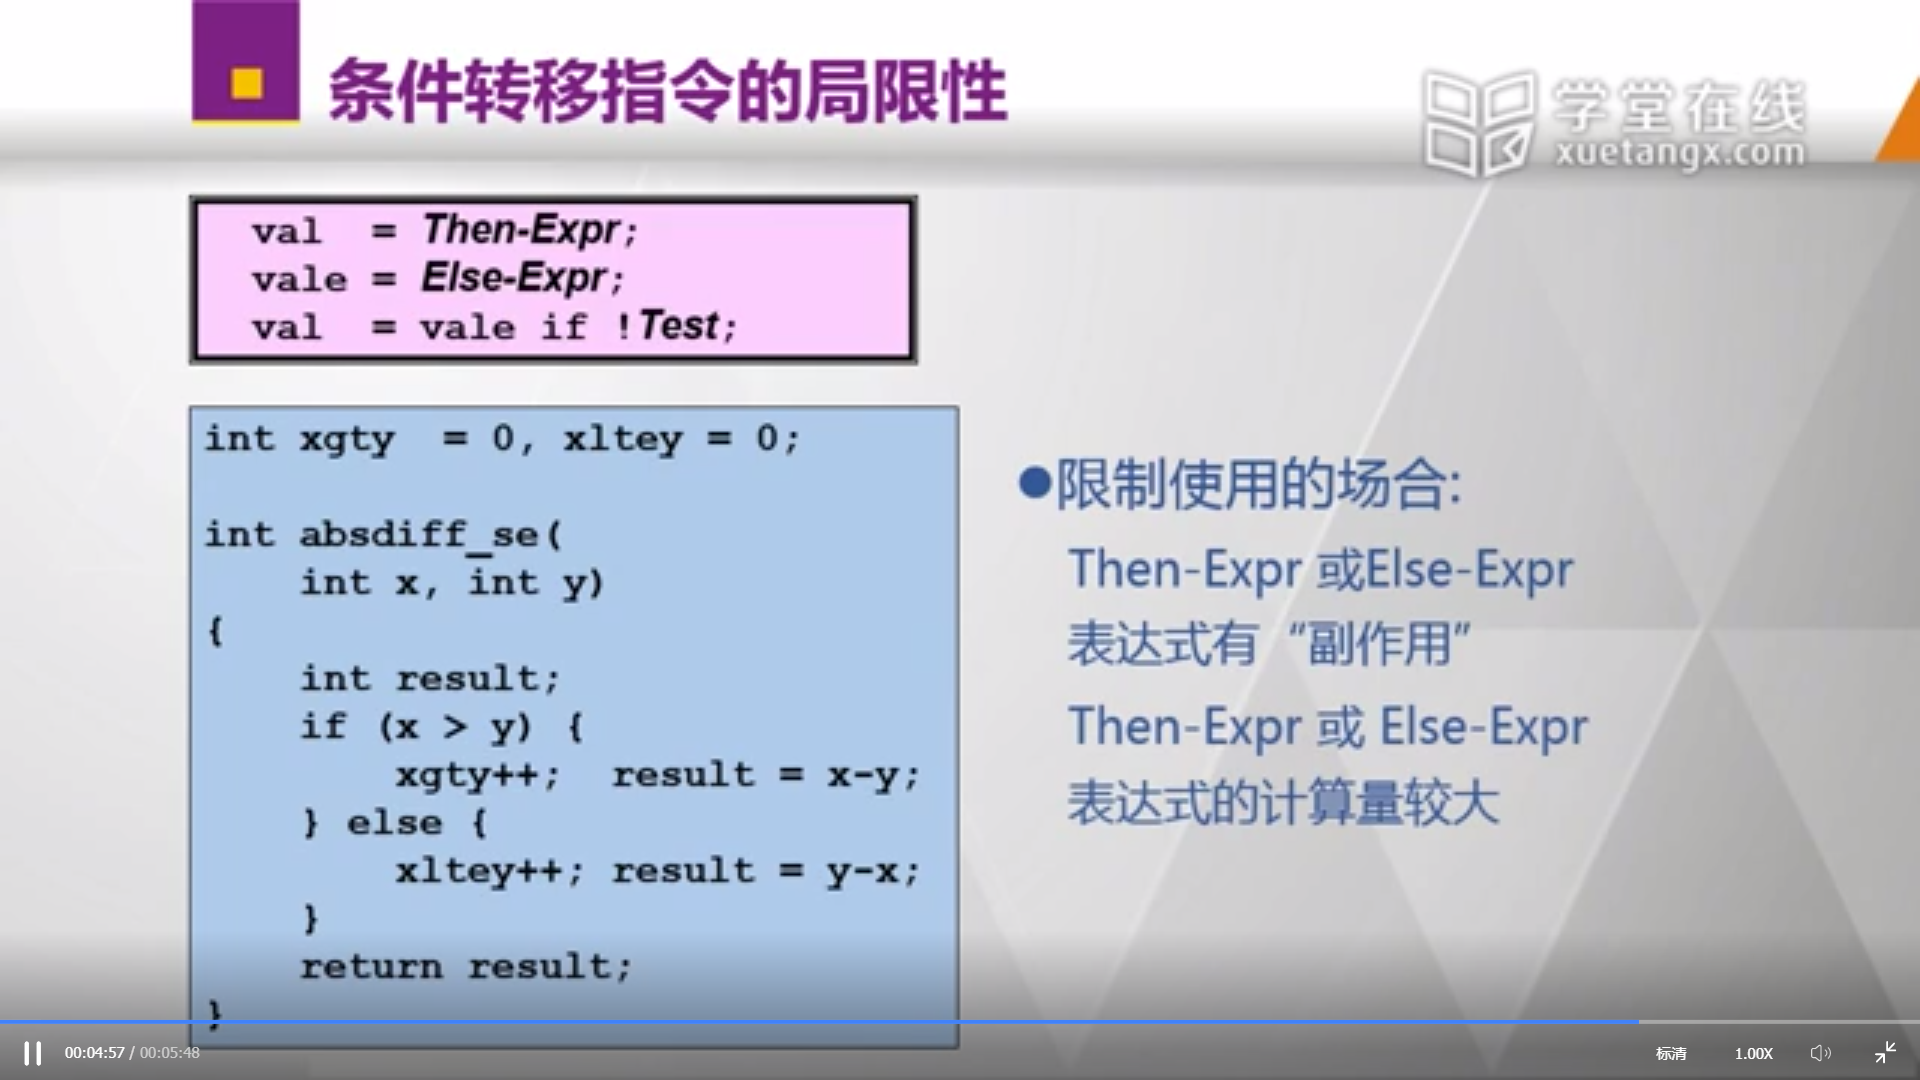 条件转移指令的局限性
学堂在线
xuetangx.com
val = Then-Expr;
vale = Else-Expr;
val = vale if !Test;
int xgty = 0, xltey = 0;
int absdiff_se(
int x, int y)
{
int result;
if (x > y) {
xgty++; result = x-y;
} else {
xltey++; result = y-x;
}
return result;
}
●限制使用的场合:
Then-Expr 或Else-Expr
表达式有“副作用”
Then-Expr 或 Else-Expr
表达式的计算量较大
00:04:57 / 00:05:48
标清
1.00X